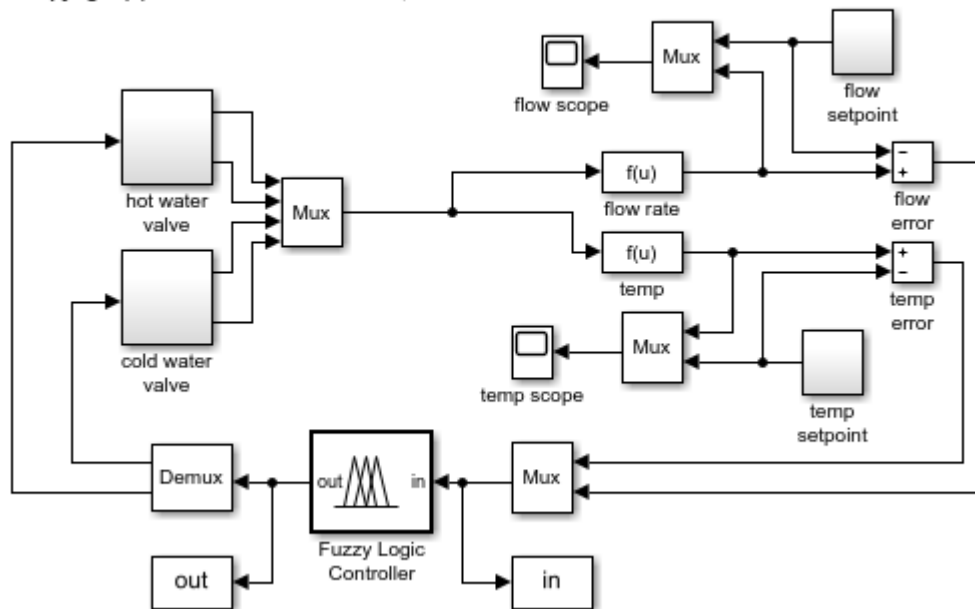 Mux
flow scope
flow
setpoint
hot water
valve
Mux
f(u)
flow rate
−
+
flow
error
f(u)
temp
+
−
temp
error
cold water
valve
Mux
temp scope
temp
setpoint
Demux
out
in
Fuzzy Logic
Controller
Mux
out
in